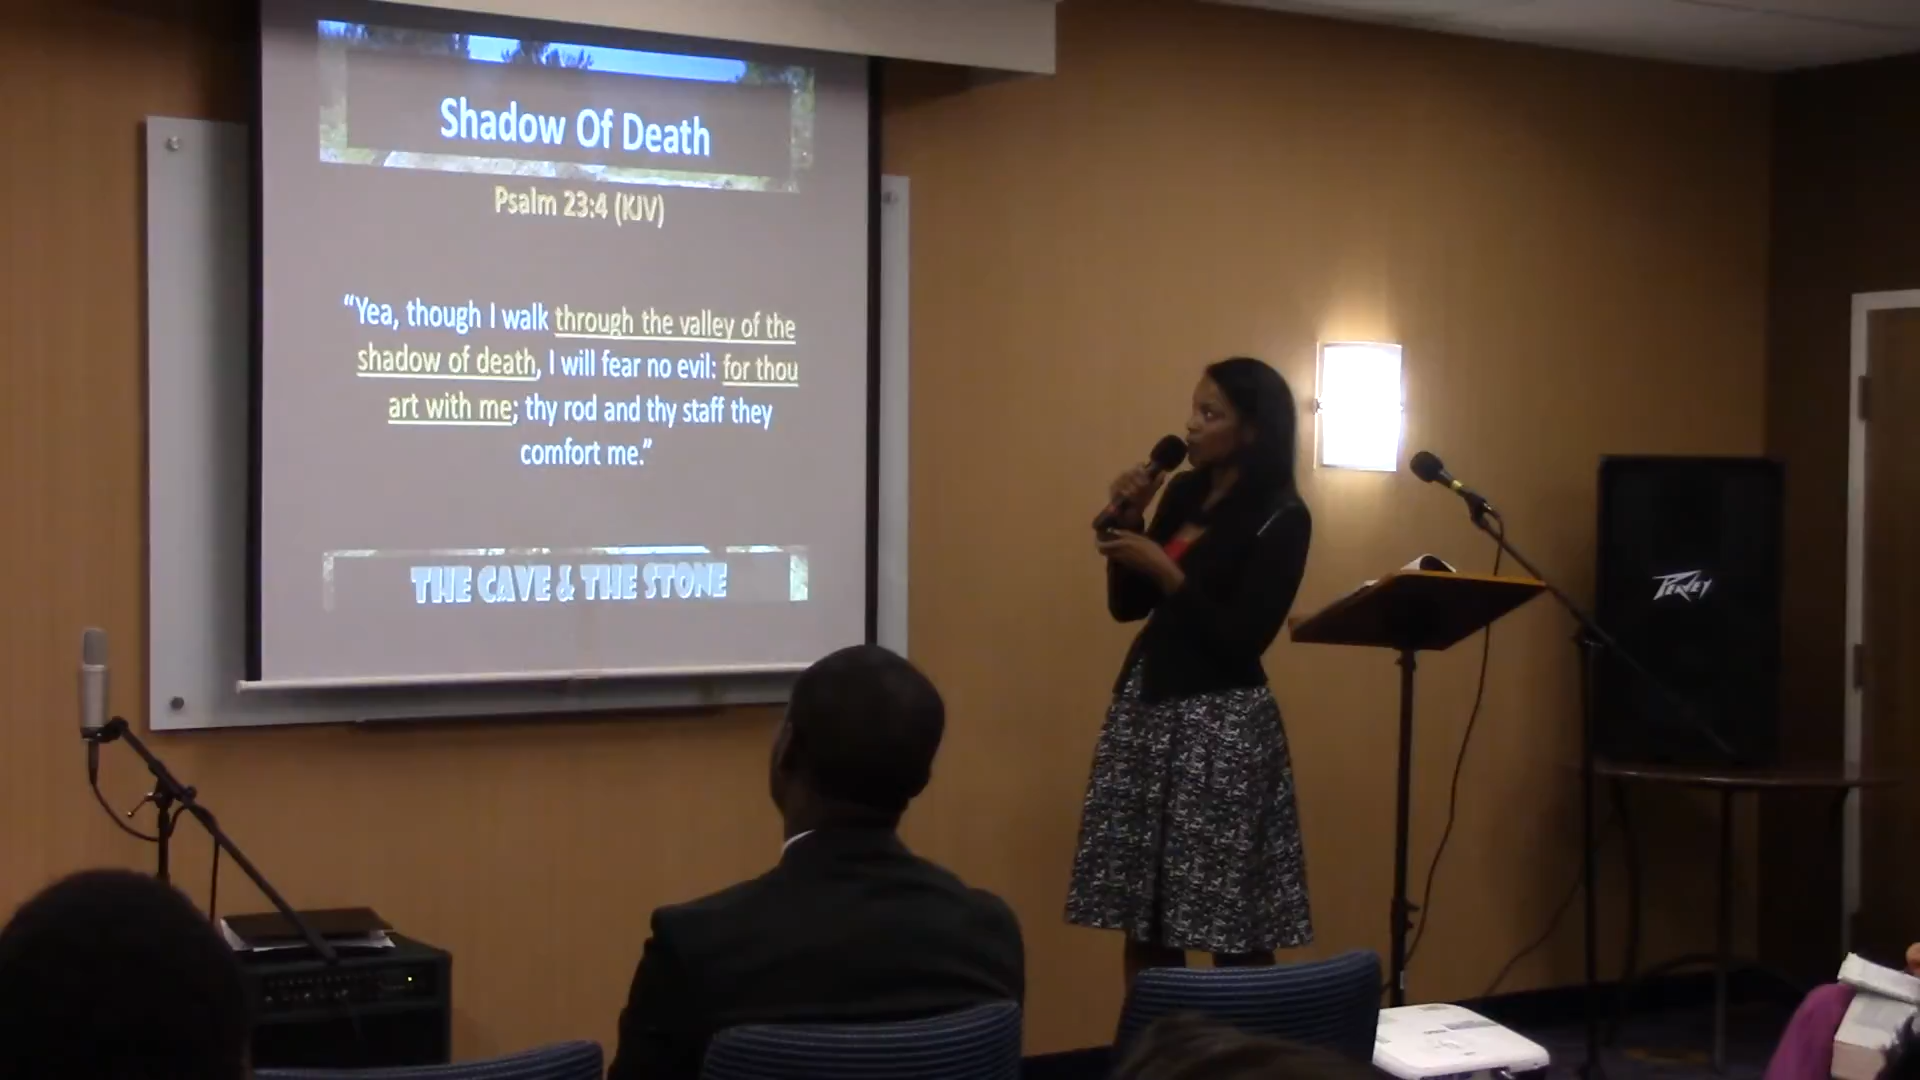 Shadow Of Death
Psalm 23:4 (KJV)
“Yea, though I walk through the valley of the
shadow of death, I will fear no evil: for thou
art with me; thy rod and thy staff they
comfort me.”
THE CAVE & THE STONE
PEAVEY